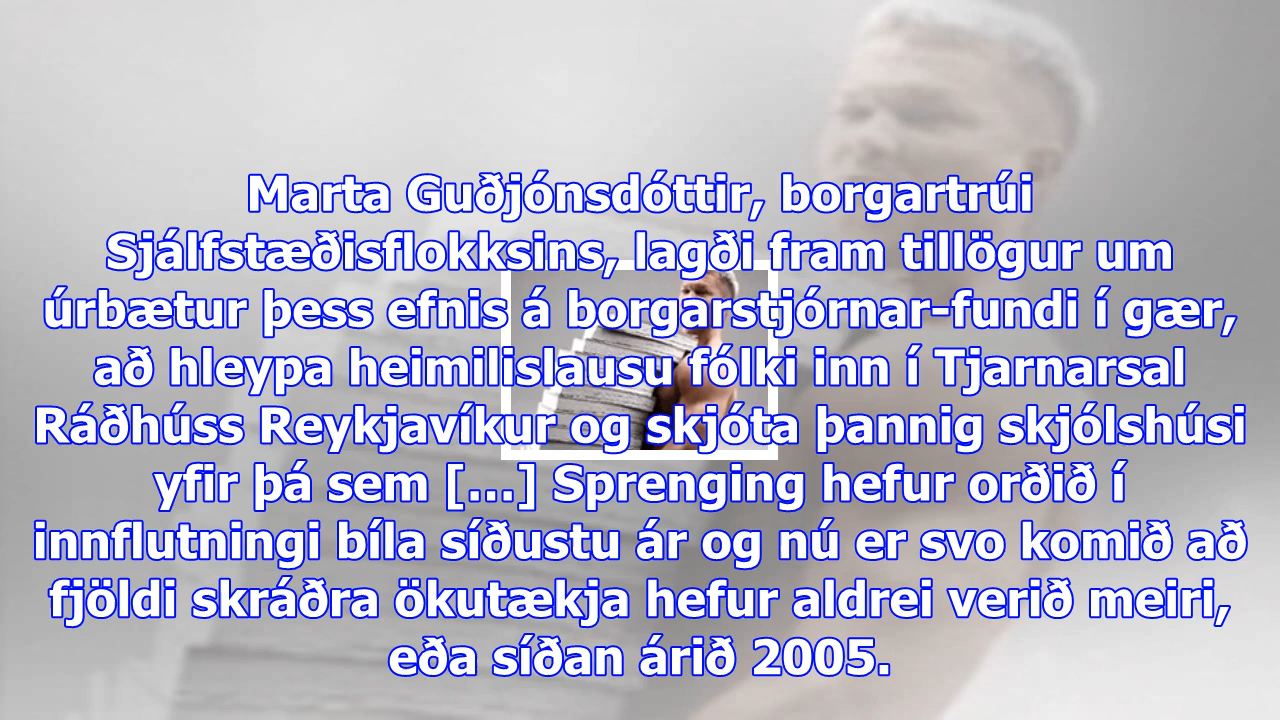 Marta Guðjónsdóttir, borgartrúi
Sjálfstæðisflokksins, lagði fram tillögur um
úrbætur þess efnis á borgarstjórnar-fundi í gær,
að hleypa heimilislausu fólki inn í Tjarnarsal
Ráðhúss Reykjavíkur og skjóta þannig skjólshúsi
yfir þá sem [...] Sprenging hefur orðið í
innflutningi bíla síðustu ár og nú er svo komið að
fjöldi skráðra ökutækja hefur aldrei verið meiri,
eða síðan árið 2005.